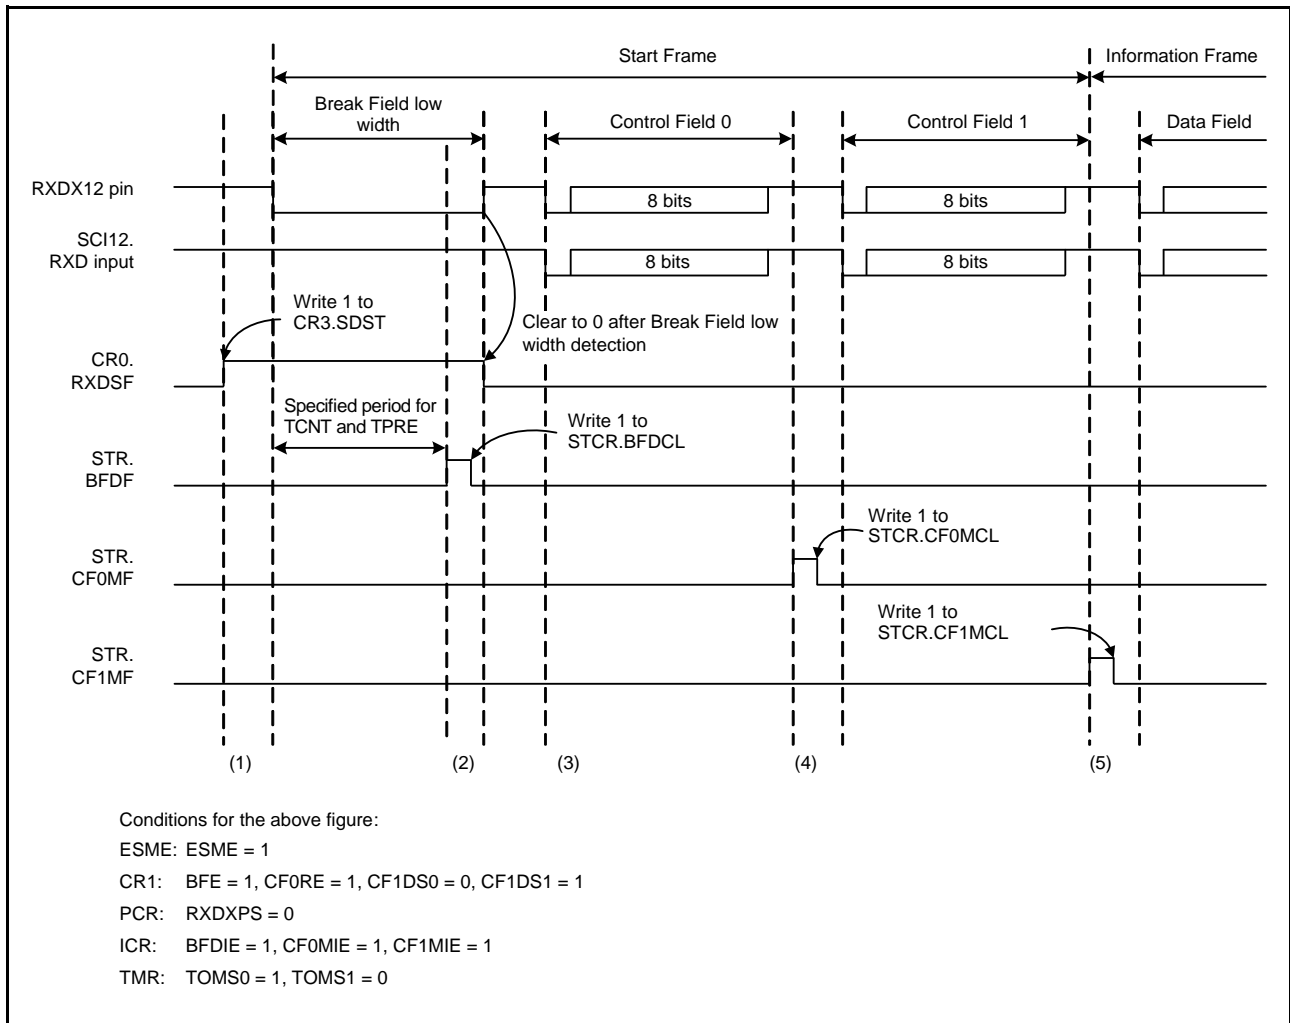 Start Frame
Information Frame
Break Field low
width
Control Field 0
Control Field 1
Data Field
RXDX12 pin
8 bits
8 bits
SCI12.
RXD input
8 bits
8 bits
Write 1 to
CR3.SDST
Clear to 0 after Break Field low
width detection
CR0.
RXDSF
Specified period for
TCNT and TPRE
Write 1 to
STCR.BFDCL
STR.
BFDF
Write 1 to
STCR.CF0MCL
STR.
CF0MF
Write 1 to
STCR.CF1MCL
STR.
CF1MF
(1)
(2)
(3)
(4)
(5)
Conditions for the above figure:
ESME: ESME = 1
CR1: BFE = 1, CF0RE = 1, CF1DS0 = 0, CF1DS1 = 1
PCR: RXDXPS = 0
ICR: BFDIE = 1, CF0MIE = 1, CF1MIE = 1
TMR: TOMS0 = 1, TOMS1 = 0